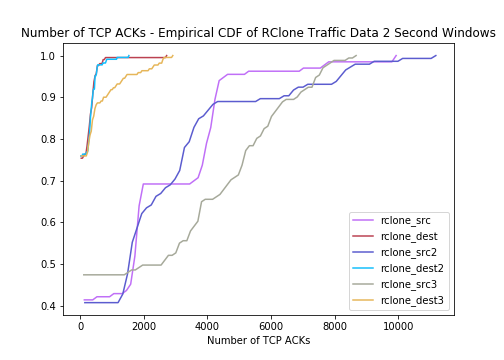 Number of TCP ACKs - Empirical CDF of RClone Traffic Data 2 Second Windows
1.0
0.9
0.8
0.7
0.6
0.5
0.4
rclone_src
rclone_dest
rclone_src2
rclone_dest2
rclone_src3
rclone_dest3
0
2000
4000
6000
8000
10000
Number of TCP ACKs